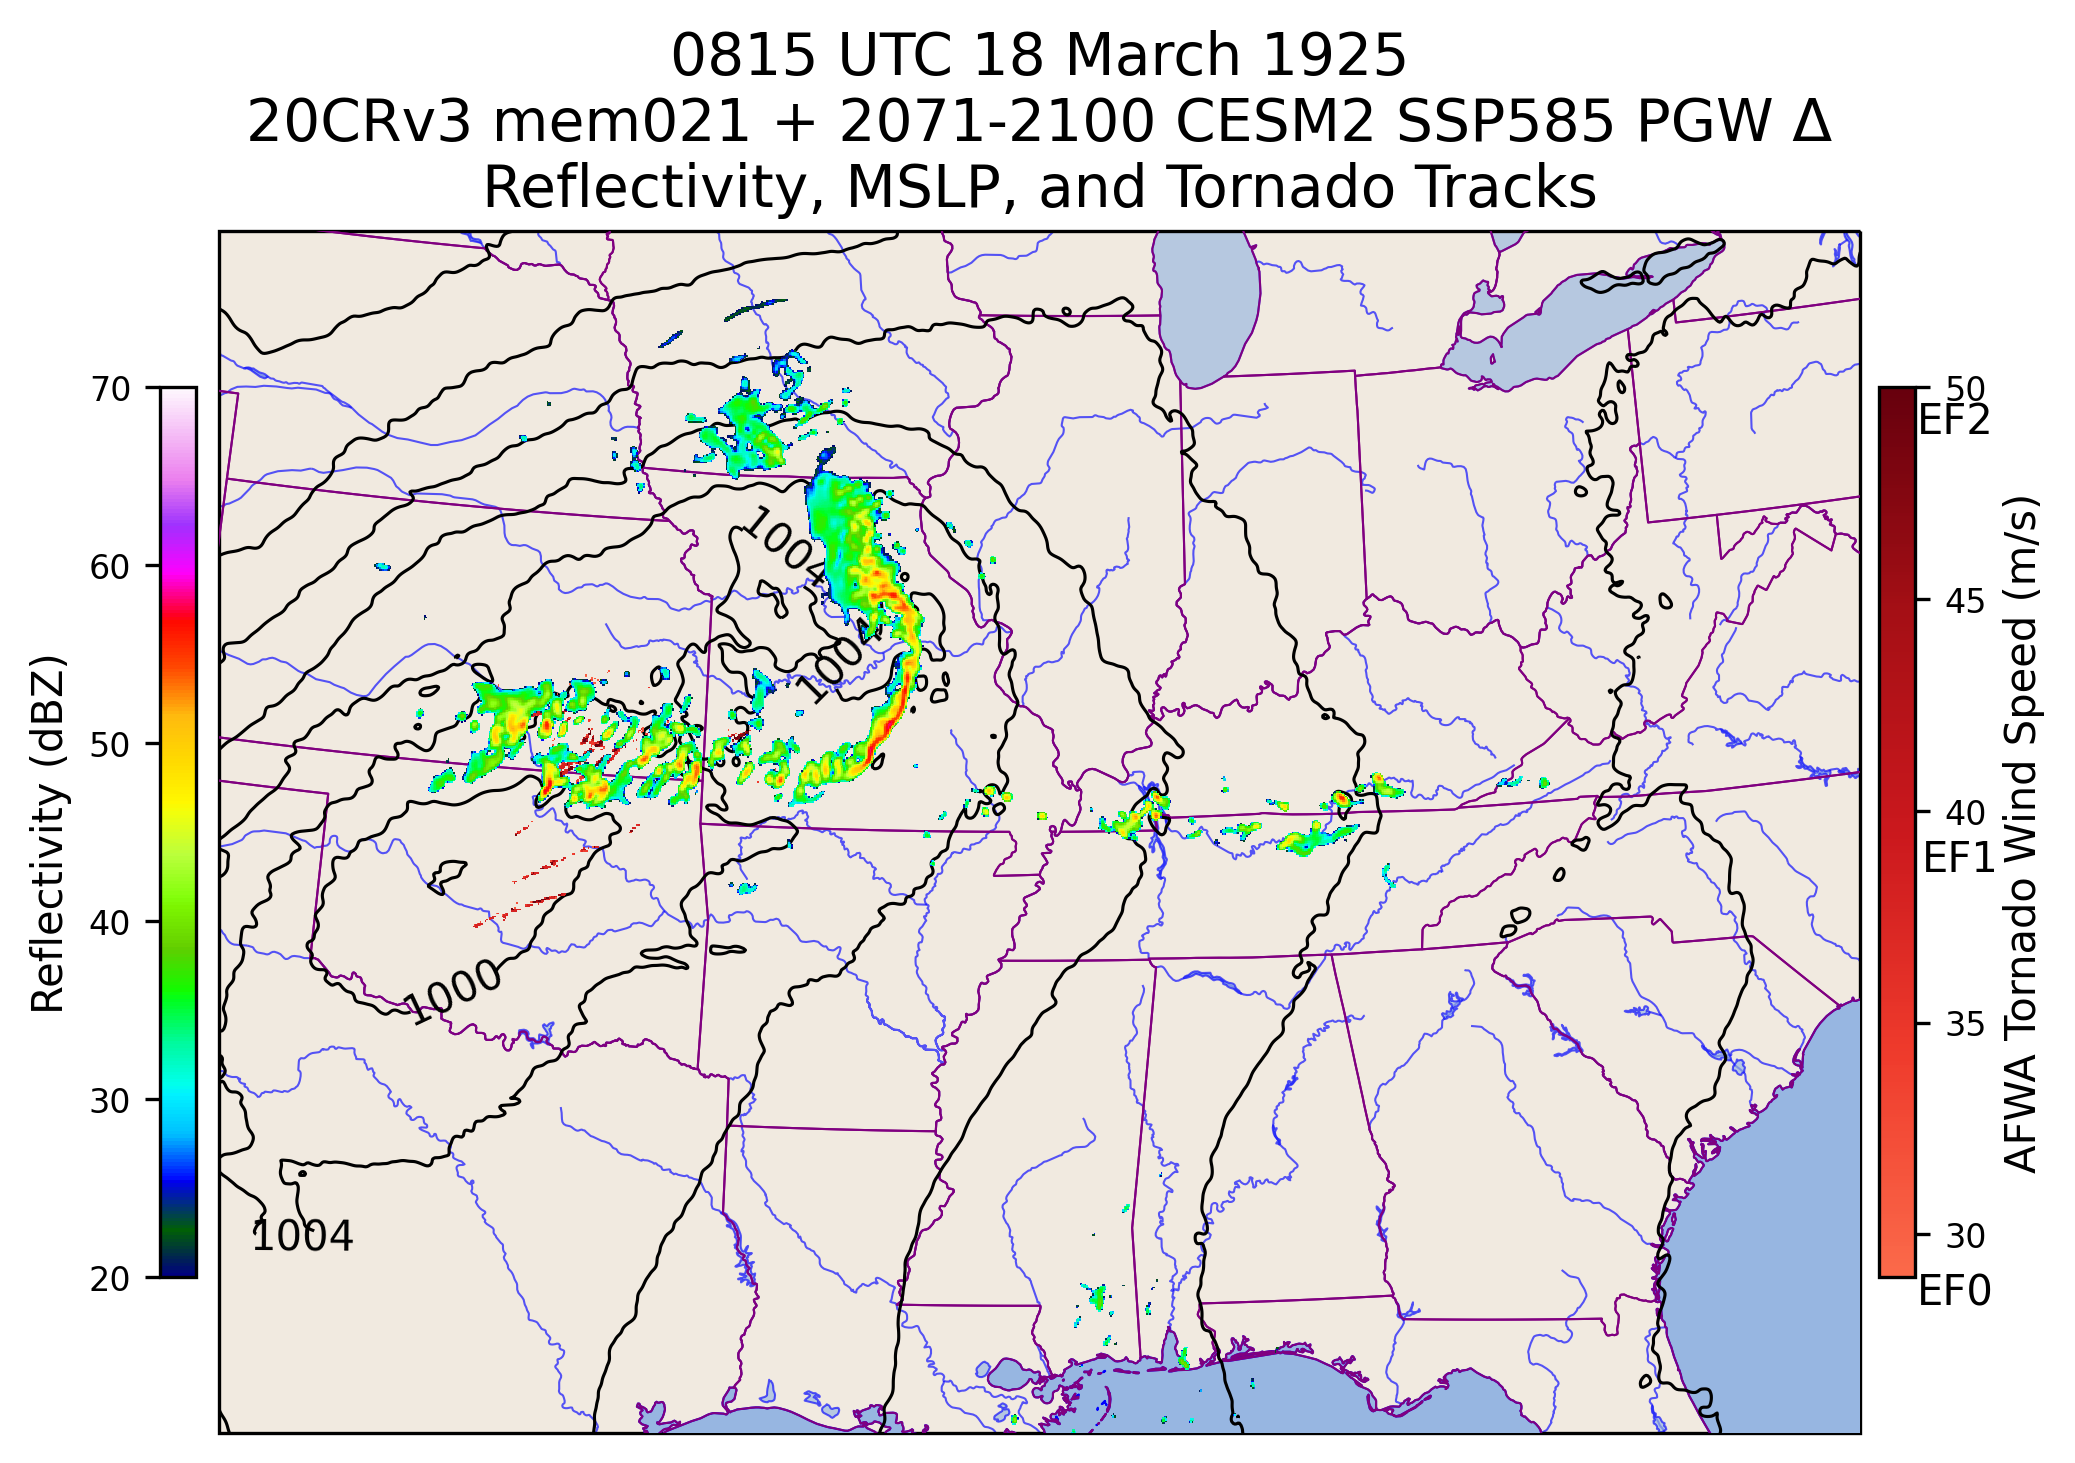 0815 UTC 18 March 1925
20CRv3 mem021 + 2071-2100 CESM2 SSP585 PGW Δ
Reflectivity, MSLP, and Tornado Tracks
70
60
50
40
30
20
Reflectivity (dBZ)
1004
1004
1000
1004
50
EF2
45
40
EF1
35
30
EF0
AFWA Tornado Wind Speed (m/s)